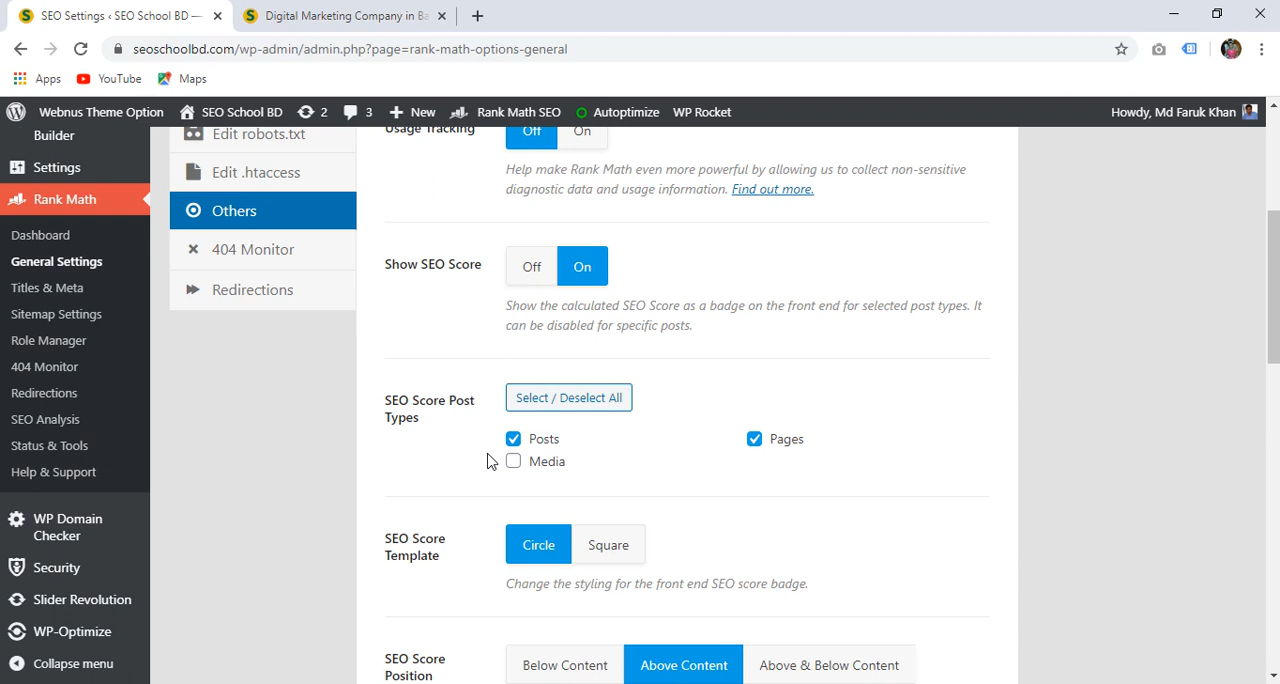 SEO Settings ‹ SEO School BD —
Digital Marketing Company in Ba
seoschoolbd.com/wp-admin/admin.php?page=rank-math-options-general
Apps YouTube Maps
Webnus Theme Option SEO School BD 2 3 New Rank Math SEO Autoptimize WP Rocket Howdy, Md Faruk Khan
Builder
Settings
Rank Math
Dashboard
General Settings
Titles & Meta
Sitemap Settings
Role Manager
404 Monitor
Redirections
SEO Analysis
Status & Tools
Help & Support
WP Domain
Checker
Security
Slider Revolution
WP-Optimize
Collapse menu
Edit robots.txt
Edit .htaccess
Others
404 Monitor
Redirections
Usage Tracking
Off On
Help make Rank Math even more powerful by allowing us to collect non-sensitive
diagnostic data and usage information. Find out more.
Show SEO Score
Off On
Show the calculated SEO Score as a badge on the front end for selected post types. It
can be disabled for specific posts.
SEO Score Post
Types
Select / Deselect All
Posts Pages
Media
SEO Score
Template
Circle Square
Change the styling for the front end SEO score badge.
SEO Score
Position
Below Content Above Content Above & Below Content